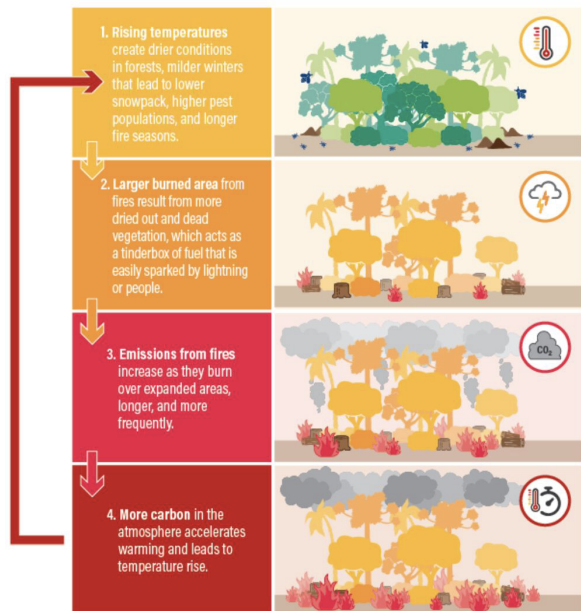 1. Rising temperatures
create drier conditions
in forests, milder winters
that lead to lower
snowpack, higher pest
populations, and longer
fire seasons.
2. Larger burned area from
fires result from more
dried out and dead
vegetation, which acts as
a tinderbox of fuel that is
easily sparked by lightning
or people.
3. Emissions from fires
increase as they burn
over expanded areas,
longer, and more
frequently.
CO₂
4. More carbon in the
atmosphere accelerates
warming and leads to
temperature rise.